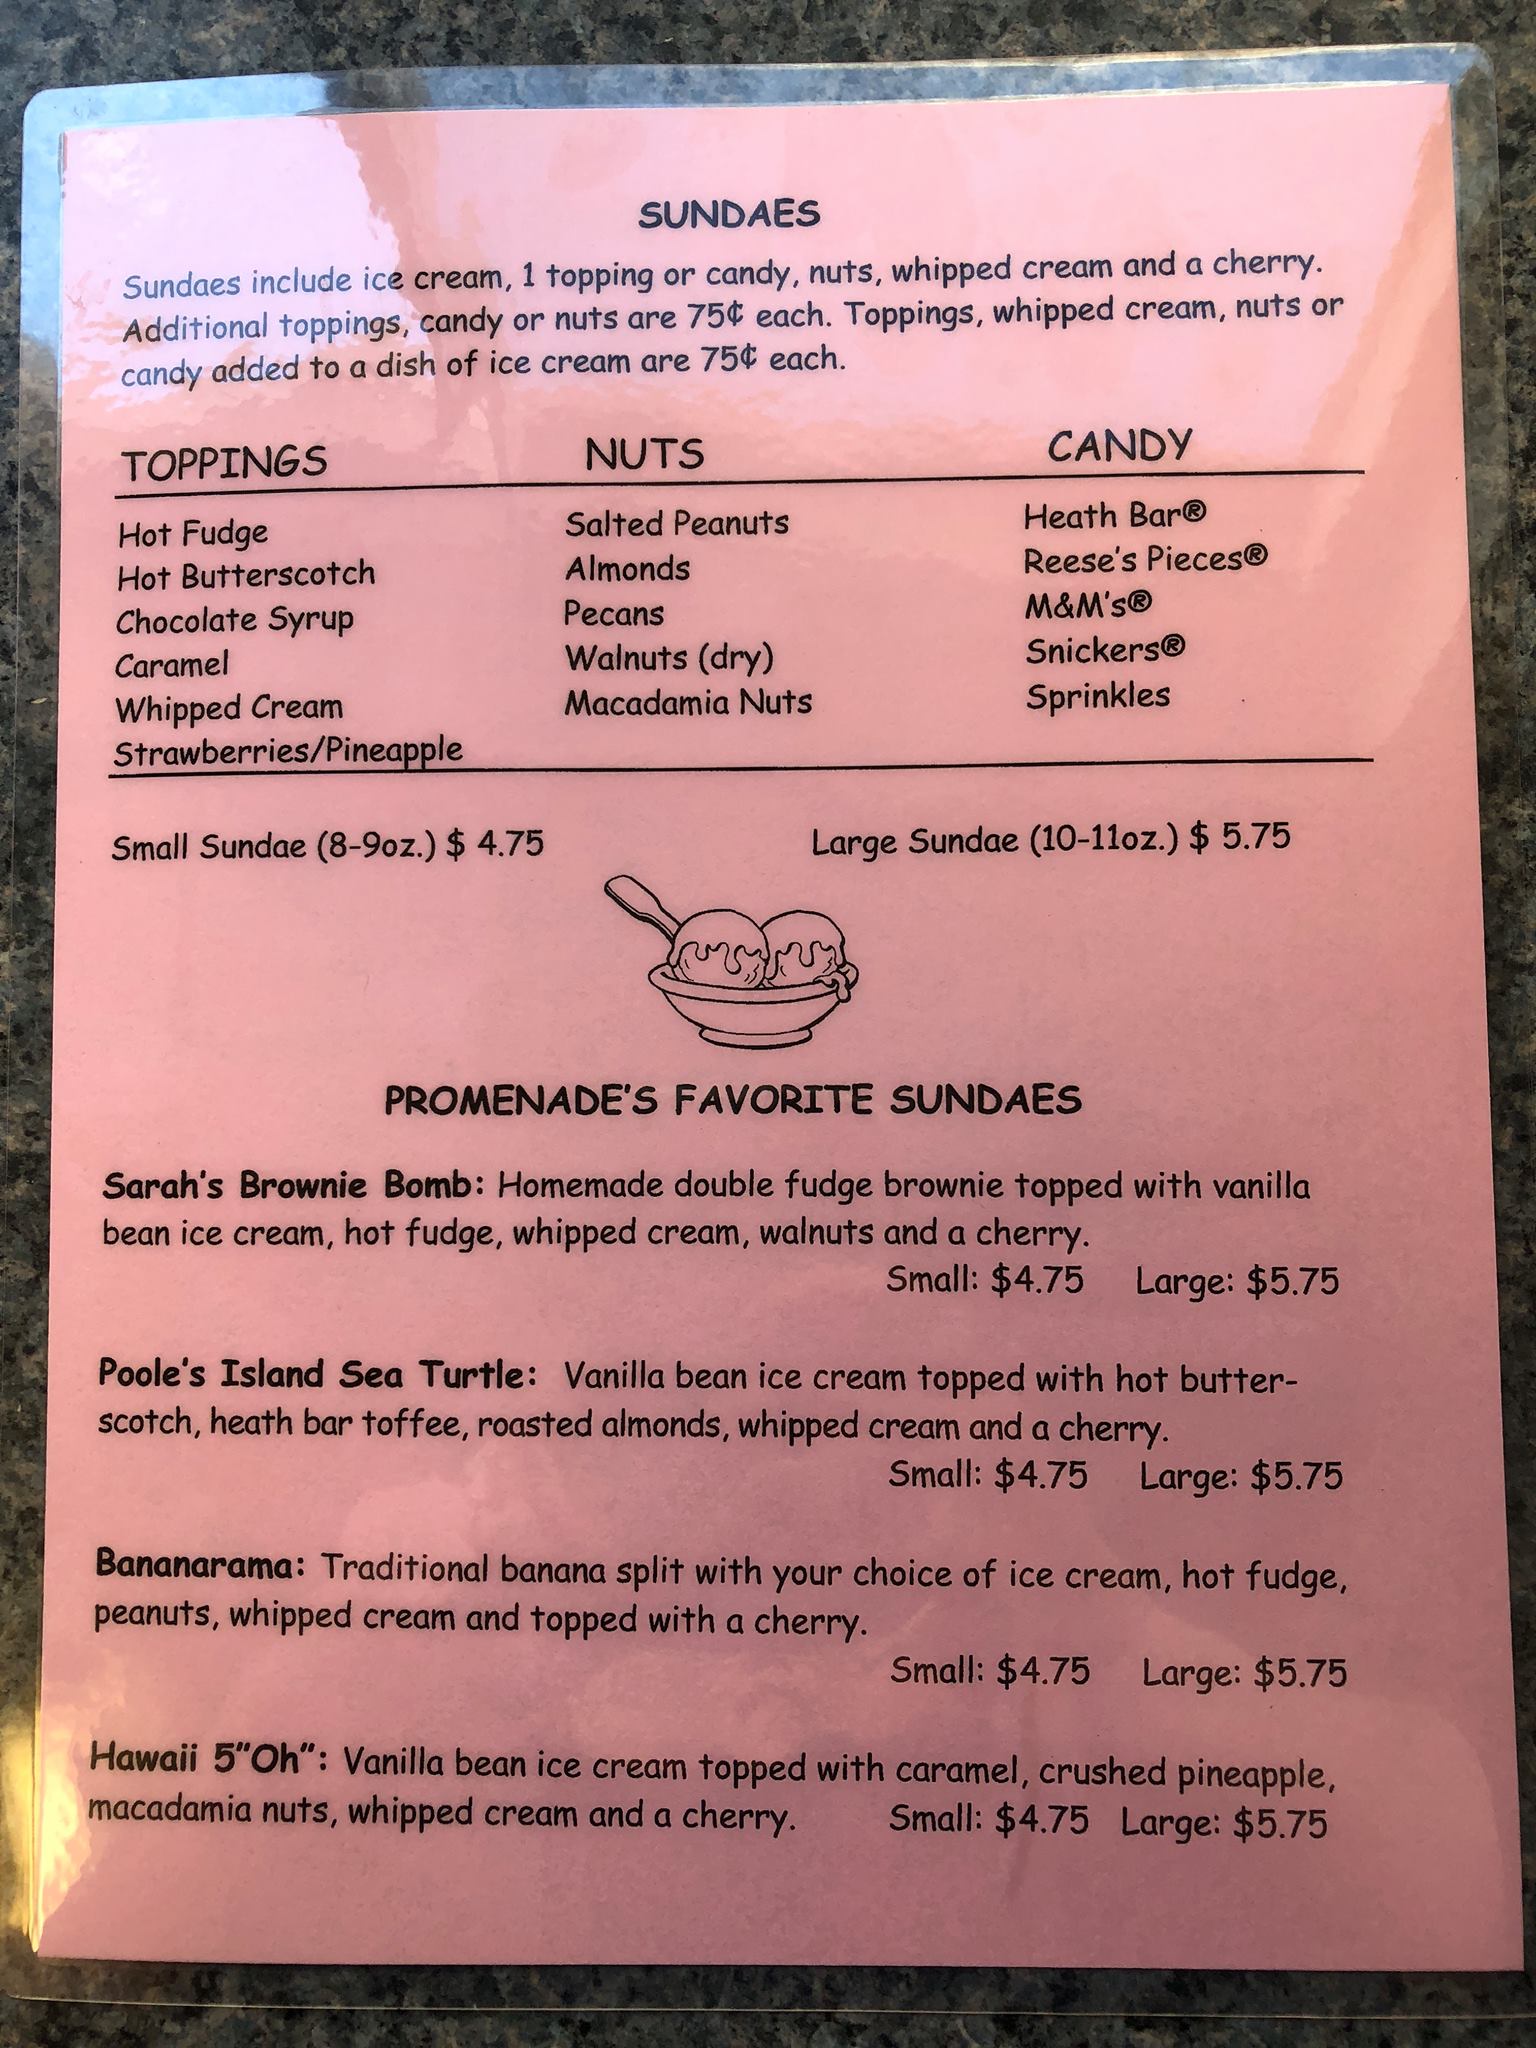 SUNDAES
Sundaes include ice cream, 1 topping or candy, nuts, whipped cream and a cherry.
Additional toppings, candy or nuts are 75¢ each. Toppings, whipped cream, nuts or
candy added to a dish of ice cream are 75¢ each.
TOPPINGS NUTS CANDY
Hot Fudge Salted Peanuts Heath Bar®
Hot Butterscotch Almonds Reese's Pieces®
Chocolate Syrup Pecans M&M's®
Caramel Walnuts (dry) Snickers®
Whipped Cream Macadamia Nuts Sprinkles
Strawberries/Pineapple
Small Sundae (8-9oz.) $ 4.75 Large Sundae (10-11oz.) $ 5.75
PROMENADE'S FAVORITE SUNDAES
Sarah's Brownie Bomb: Homemade double fudge brownie topped with vanilla
bean ice cream, hot fudge, whipped cream, walnuts and a cherry.
Small: $4.75 Large: $5.75
Poole's Island Sea Turtle: Vanilla bean ice cream topped with hot butter-
scotch, heath bar toffee, roasted almonds, whipped cream and a cherry.
Small: $4.75 Large: $5.75
Bananarama: Traditional banana split with your choice of ice cream, hot fudge,
peanuts, whipped cream and topped with a cherry.
Small: $4.75 Large: $5.75
Hawaii 5"Oh": Vanilla bean ice cream topped with caramel, crushed pineapple,
macadamia nuts, whipped cream and a cherry. Small: $4.75 Large: $5.75